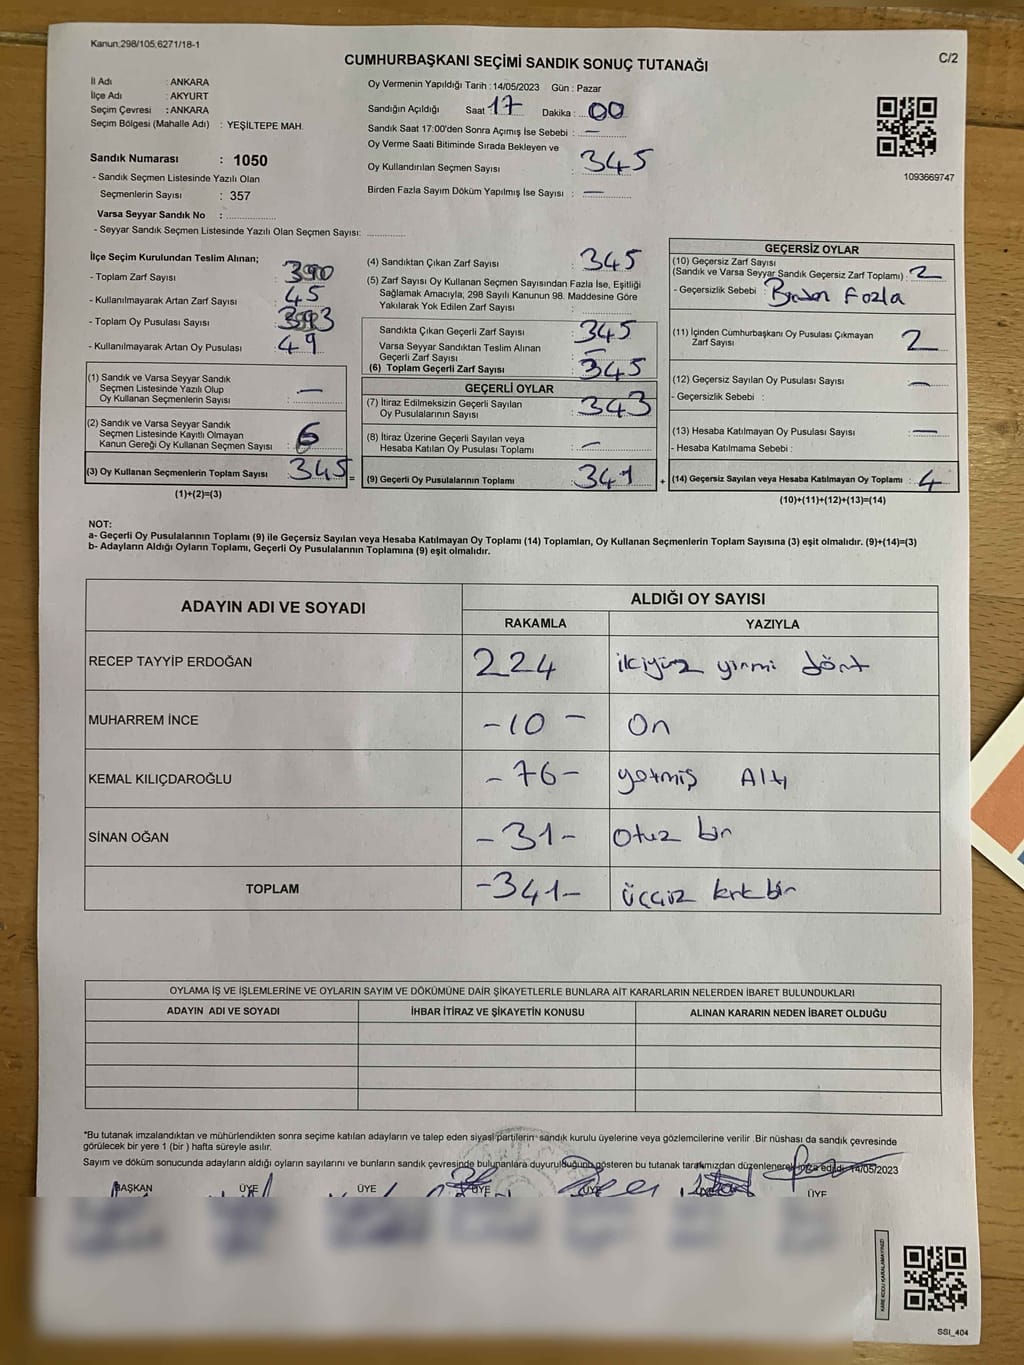 Kanun:298/105,6271/18-1
C/2
CUMHURBAŞKANI SEÇİMİ SANDIK SONUÇ TUTANAĞI
İl Adı : ANKARA
İlçe Adı : AKYURT
Seçim Çevresi : ANKARA
Seçim Bölgesi (Mahalle Adı) : YEŞİLTEPE MAH.
Sandık Numarası : 1050
- Sandık Seçmen Listesinde Yazılı Olan
Seçmenlerin Sayısı : 357
Varsa Seyyar Sandık No :
- Seyyar Sandık Seçmen Listesinde Yazılı Olan Seçmen Sayısı:
Oy Vermenin Yapıldığı Tarih : 14/05/2023 Gün : Pazar
Sandığın Açıldığı Saat : 17 Dakika : 00
Sandık Saat 17:00'den Sonra Açımış İse Sebebi : —
Oy Verme Saati Bitiminde Sırada Bekleyen ve
Oy Kullandırılan Seçmen Sayısı : 345
Birden Fazla Sayım Döküm Yapılmış İse Sayısı : —
1093669747
İlçe Seçim Kurulundan Teslim Alınan;
- Toplam Zarf Sayısı : 390
- Kullanılmayarak Artan Zarf Sayısı : 45
- Toplam Oy Pusulası Sayısı : 393
- Kullanılmayarak Artan Oy Pusulası : 49
(1) Sandık ve Varsa Seyyar Sandık
Seçmen Listesinde Yazılı Olup
Oy Kullanan Seçmenlerin Sayısı : —
(2) Sandık ve Varsa Seyyar Sandık
Seçmen Listesinde Kayıtlı Olmayan
Kanun Gereği Oy Kullanan Seçmen Sayısı : 6
(3) Oy Kullanan Seçmenlerin Toplam Sayısı : 345 =
(1)+(2)=(3)
(4) Sandıktan Çıkan Zarf Sayısı : 345
(5) Zarf Sayısı Oy Kullanan Seçmen Sayısından Fazla İse, Eşitliği
Sağlamak Amacıyla, 298 Sayılı Kanunun 98. Maddesine Göre
Yakılarak Yok Edilen Zarf Sayısı :
Sandıkta Çıkan Geçerli Zarf Sayısı : 345
Varsa Seyyar Sandıktan Teslim Alınan
Geçerli Zarf Sayısı : —
(6) Toplam Geçerli Zarf Sayısı : 345
GEÇERLİ OYLAR
(7) İtiraz Edilmeksizin Geçerli Sayılan
Oy Pusulalarının Sayısı : 343
(8) İtiraz Üzerine Geçerli Sayılan veya
Hesaba Katılan Oy Pusulası Toplamı : —
(9) Geçerli Oy Pusulalarının Toplamı : 341 +
GEÇERSİZ OYLAR
(10) Geçersiz Zarf Sayısı
(Sandık ve Varsa Seyyar Sandık Geçersiz Zarf Toplamı) : 2
- Geçersizlik Sebebi : Birden Fazla
(11) İçinden Cumhurbaşkanı Oy Pusulası Çıkmayan
Zarf Sayısı : 2
(12) Geçersiz Sayılan Oy Pusulası Sayısı : —
- Geçersizlik Sebebi :
(13) Hesaba Katılmayan Oy Pusulası Sayısı : —
- Hesaba Katılmama Sebebi :
(14) Geçersiz Sayılan veya Hesaba Katılmayan Oy Toplamı : 4
(10)+(11)+(12)+(13)=(14)
NOT:
a- Geçerli Oy Pusulalarının Toplamı (9) ile Geçersiz Sayılan veya Hesaba Katılmayan Oy Toplamı (14) Toplamları, Oy Kullanan Seçmenlerin Toplam Sayısına (3) eşit olmalıdır. (9)+(14)=(3)
b- Adayların Aldığı Oyların Toplamı, Geçerli Oy Pusulalarının Toplamına (9) eşit olmalıdır.
ADAYIN ADI VE SOYADI ALDIĞI OY SAYISI
RAKAMLA YAZIYLA
RECEP TAYYİP ERDOĞAN 224 ikiyüz yirmi dört
MUHARREM İNCE -10- On
KEMAL KILIÇDAROĞLU -76- yetmiş Altı
SİNAN OĞAN -31- Otuz bir
TOPLAM -341- üçyüz kırk bir
OYLAMA İŞ VE İŞLEMLERİNE VE OYLARIN SAYIM VE DÖKÜMÜNE DAİR ŞİKAYETLERLE BUNLARA AİT KARARLARIN NELERDEN İBARET BULUNDUKLARI
ADAYIN ADI VE SOYADI İHBAR İTİRAZ VE ŞİKAYETİN KONUSU ALINAN KARARIN NEDEN İBARET OLDUĞU
*Bu tutanak imzalandıktan ve mühürlendikten sonra seçime katılan adayların ve talep eden siyasi partilerin sandık kurulu üyelerine veya gözlemcilerine verilir .Bir nüshası da sandık çevresinde
görülecek bir yere 1 (bir ) hafta süreyle asılır.
Sayım ve döküm sonucunda adayların aldığı oyların sayılarını ve bunların sandık çevresinde bulunanlara duyurulduğunu gösteren bu tutanak tarafımızdan düzenlenerek imza edildi. 14/05/2023
BAŞKAN ÜYE ÜYE ÜYE ÜYE ÜYE
KARE KODU KARALAMAYINIZ!
SSI_404